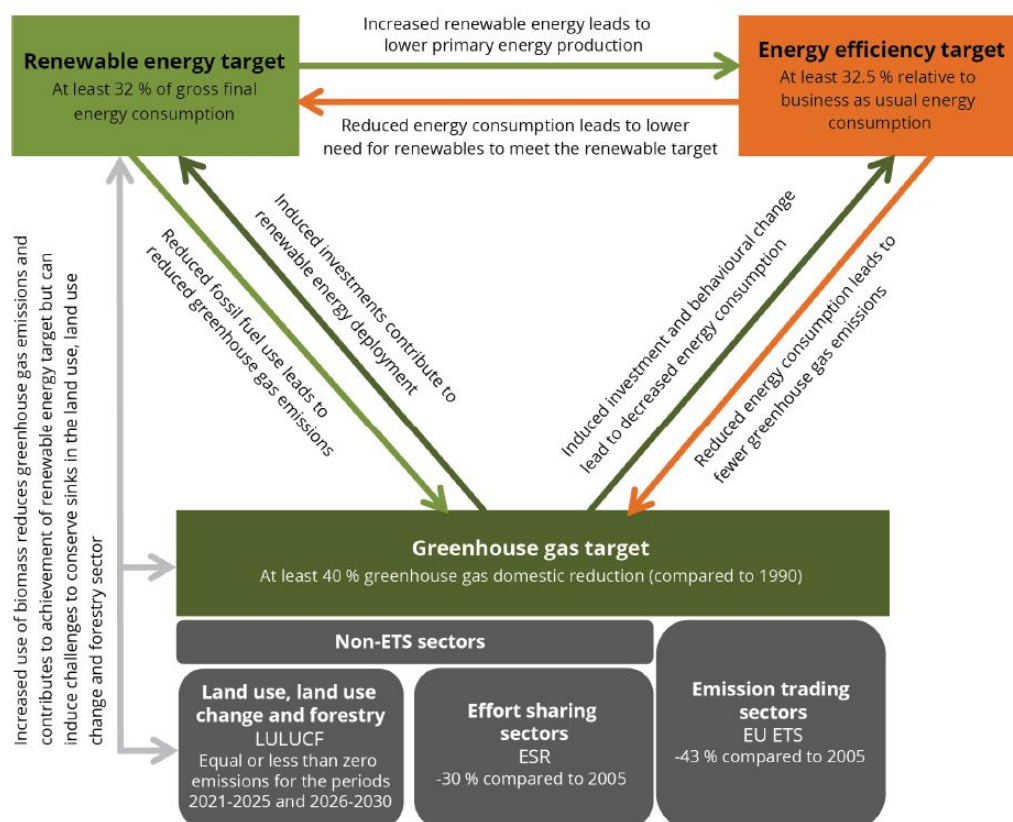 Increased renewable energy leads to
lower primary energy production
Renewable energy target
At least 32 % of gross final
energy consumption
Energy efficiency target
At least 32.5 % relative to
business as usual energy
consumption
Reduced energy consumption leads to lower
need for renewables to meet the renewable target
Increased use of biomass reduces greenhouse gas emissions and
contributes to achievement of renewable energy target but can
induce challenges to conserve sinks in the land use, land use
change and forestry sector
Reduced fossil fuel use leads to
reduced greenhouse gas emissions
Induced investments contribute to
renewable energy deployment
Induced investment and behavioural change
lead to decreased energy consumption
Reduced energy consumption leads to
fewer greenhouse gas emissions
Greenhouse gas target
At least 40 % greenhouse gas domestic reduction (compared to 1990)
Non-ETS sectors
Land use, land use
change and forestry
LULUCF
Equal or less than zero
emissions for the periods
2021-2025 and 2026-2030
Effort sharing
sectors
ESR
-30 % compared to 2005
Emission trading
sectors
EU ETS
-43 % compared to 2005